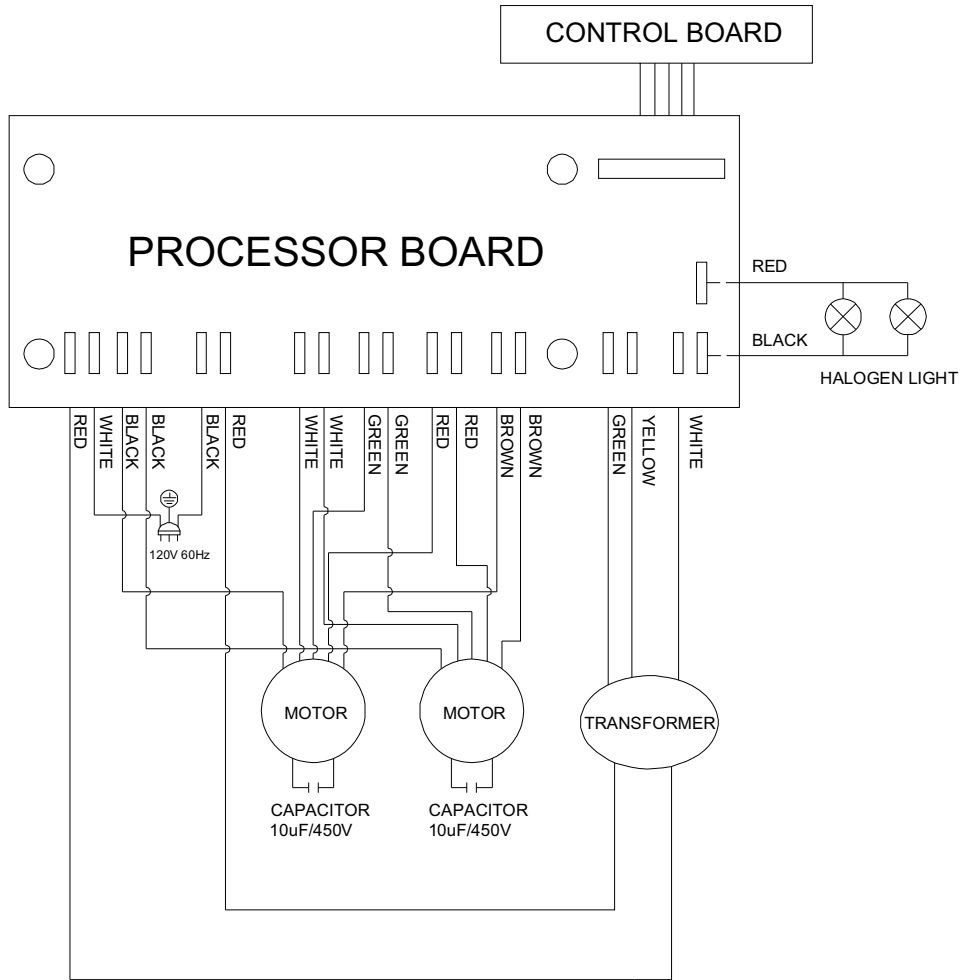 CONTROL BOARD
PROCESSOR BOARD
RED
BLACK
HALOGEN LIGHT
RED
WHITE
BLACK
BLACK
BLACK
RED
WHITE
WHITE
GREEN
GREEN
RED
RED
BROWN
BROWN
GREEN
YELLOW
WHITE
120V 60Hz
MOTOR
MOTOR
TRANSFORMER
CAPACITOR
10uF/450V
CAPACITOR
10uF/450V